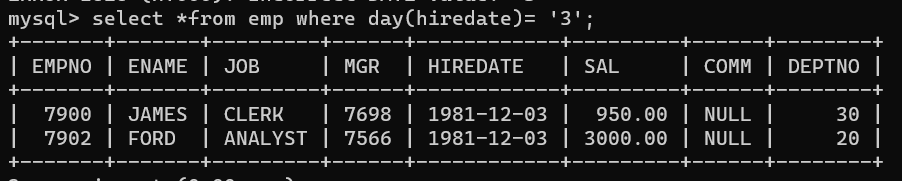 mysql> select *from emp where day(hiredate)= '3';
+-------+-------+---------+------+------------+---------+------+--------+
| EMPNO | ENAME | JOB     | MGR  | HIREDATE   | SAL     | COMM | DEPTNO |
+-------+-------+---------+------+------------+---------+------+--------+
|  7900 | JAMES | CLERK   | 7698 | 1981-12-03 |  950.00 | NULL |     30 |
|  7902 | FORD  | ANALYST | 7566 | 1981-12-03 | 3000.00 | NULL |     20 |
+-------+-------+---------+------+------------+---------+------+--------+